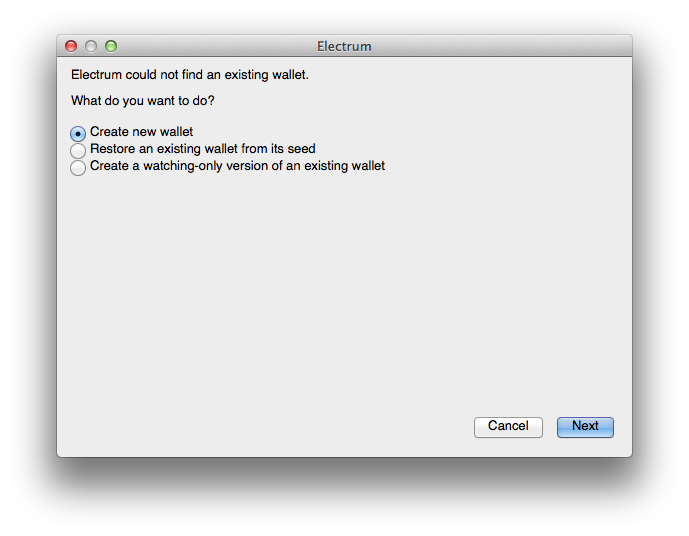 Electrum
Electrum could not find an existing wallet.
What do you want to do?
Create new wallet
Restore an existing wallet from its seed
Create a watching-only version of an existing wallet
Cancel Next